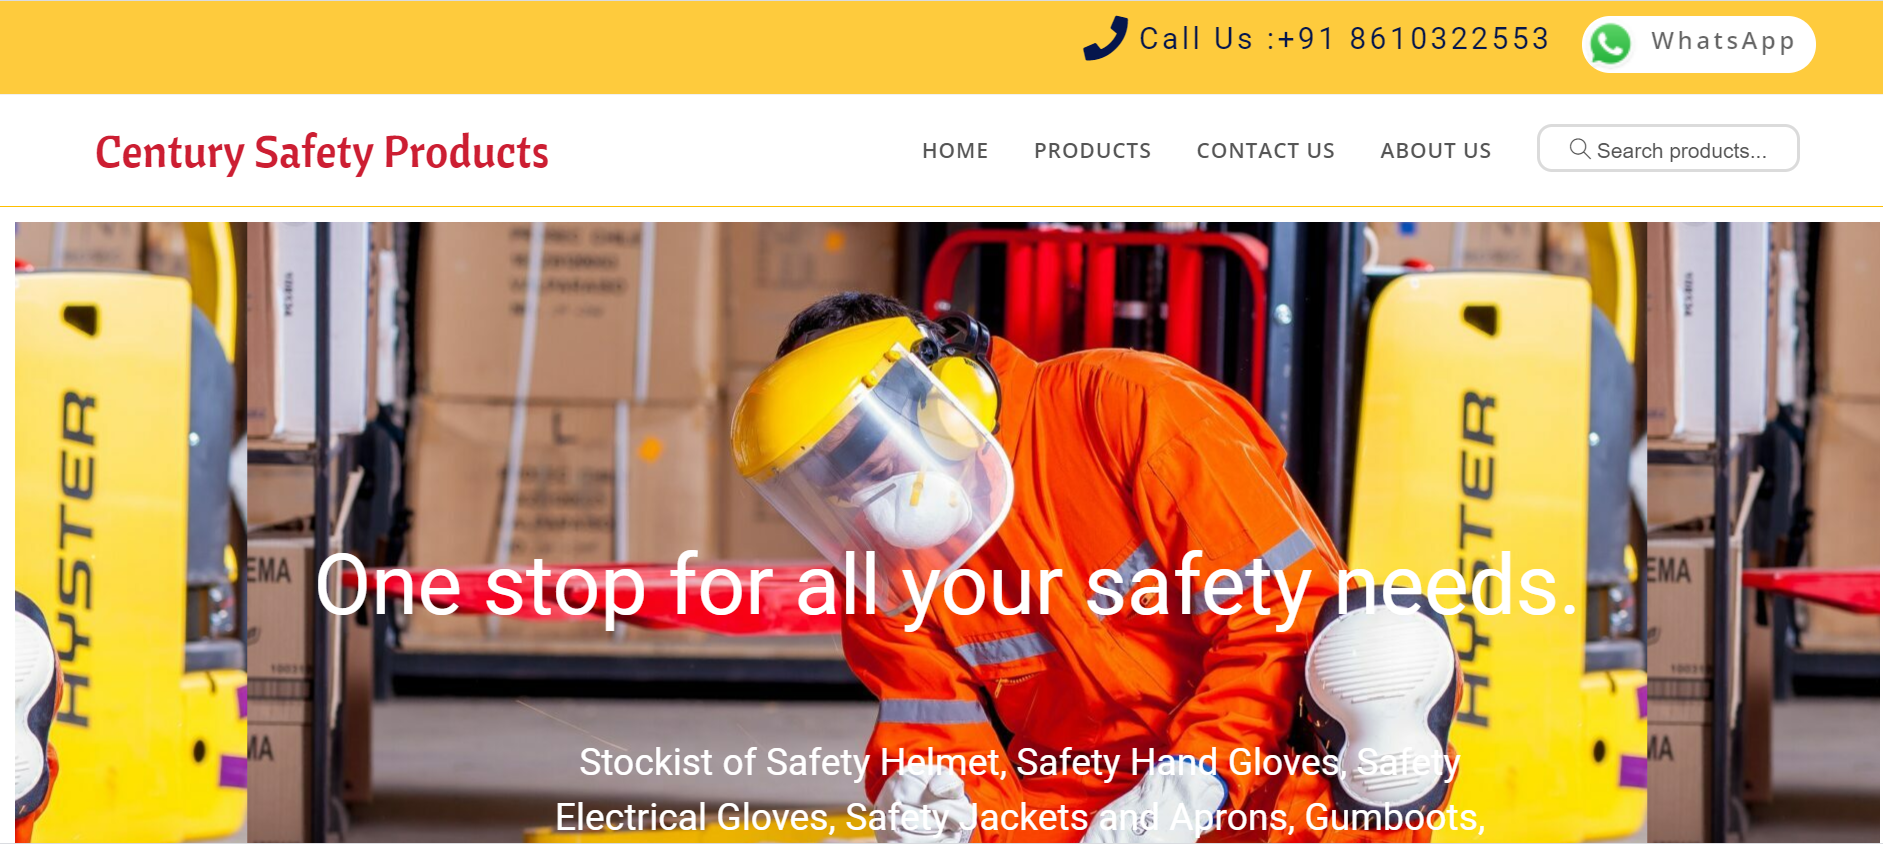 Call Us :+91 8610322553
WhatsApp
Century Safety Products
HOME
PRODUCTS
CONTACT US
ABOUT US
Search products...
HYSTER
HYSTER
EMA
EMA
One stop for all your safety needs.
MA
MA
Stockist of Safety Helmet, Safety Hand Gloves, Safety
Electrical Gloves, Safety Jackets and Aprons, Gumboots,